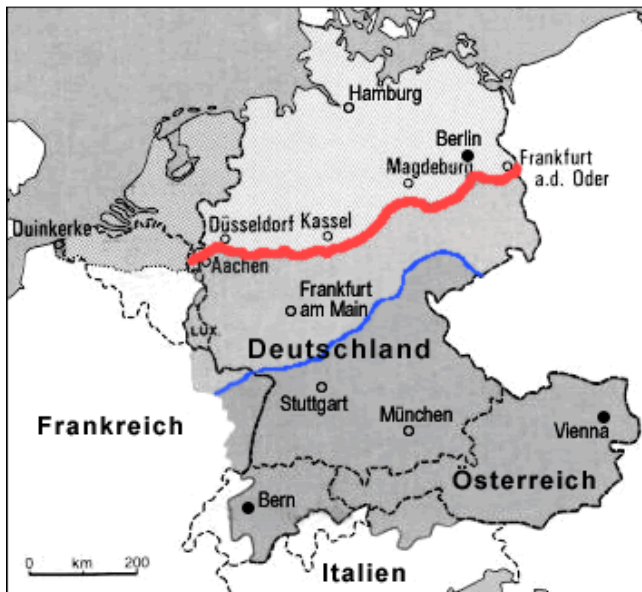 Hamburg
Berlin
Magdeburg
Frankfurt
a.d. Oder
Duinkerke
Düsseldorf
Kassel
Aachen
Frankfurt
am Main
LUX.
Deutschland
Stuttgart
Frankreich
München
Vienna
Österreich
Bern
0 km 200
Italien